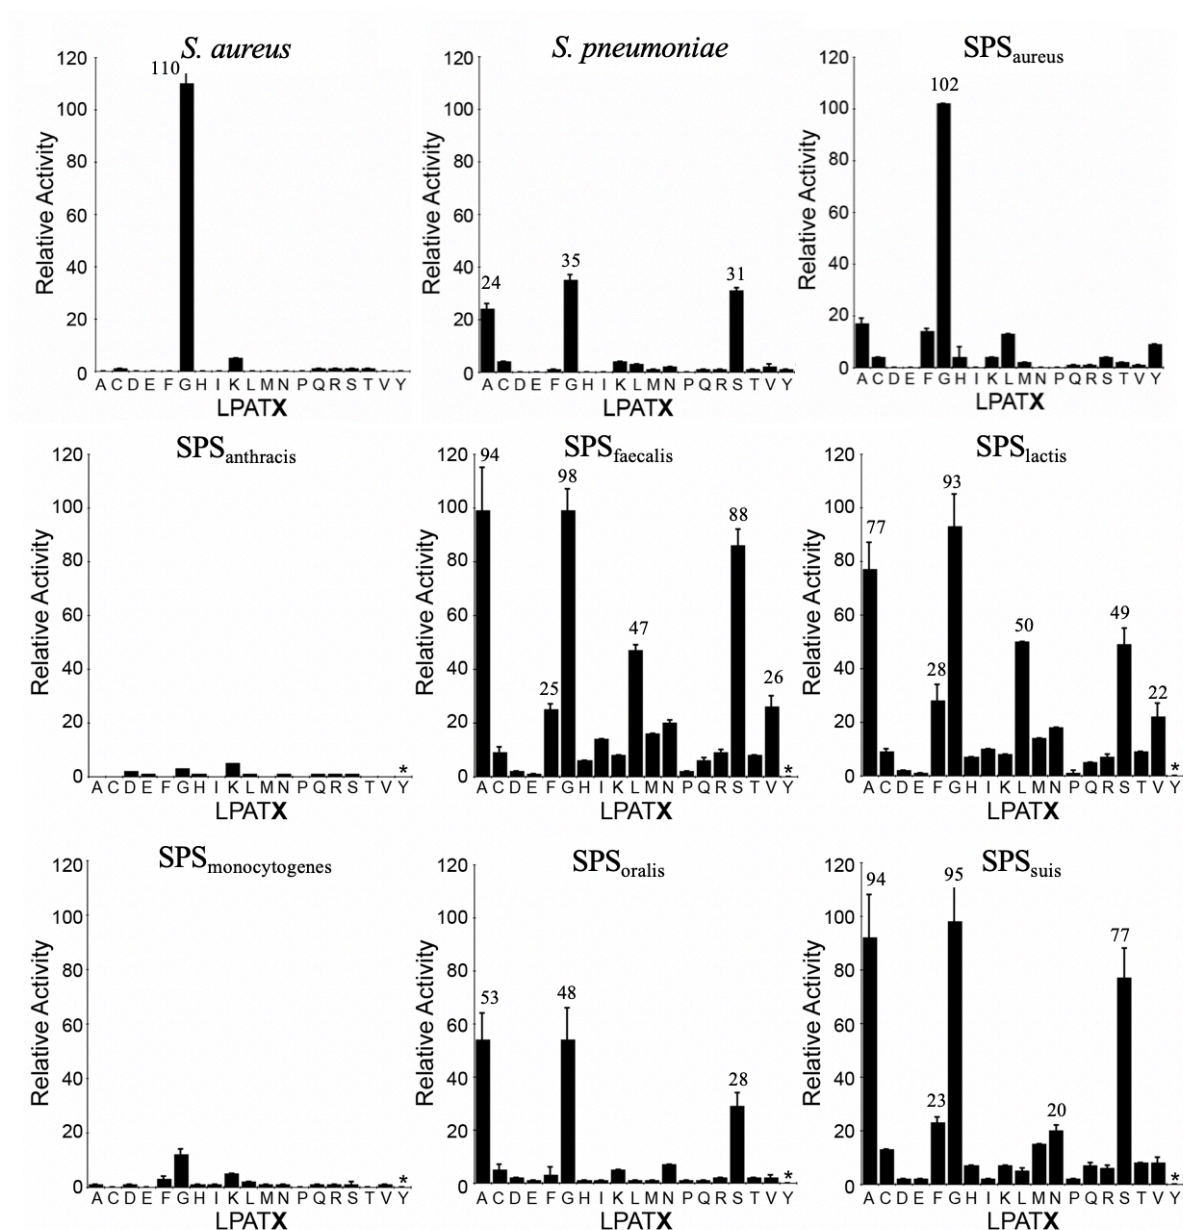 S. aureus
120
100
80
60
40
20
0
Relative Activity
110
A C D E F G H I K L M N P Q R S T V Y
LPATX
S. pneumoniae
120
100
80
60
40
20
0
Relative Activity
24
35
31
A C D E F G H I K L M N P Q R S T V Y
LPATX
SPSaureus
120
100
80
60
40
20
0
Relative Activity
102
A C D E F G H I K L M N P Q R S T V Y
LPATX
SPSanthracis
120
100
80
60
40
20
0
Relative Activity
*
A C D E F G H I K L M N P Q R S T V Y
LPATX
SPSfaecalis
120
100
80
60
40
20
0
Relative Activity
94
25
98
47
88
26
*
A C D E F G H I K L M N P Q R S T V Y
LPATX
SPSlactis
120
100
80
60
40
20
0
Relative Activity
77
28
93
50
49
22
*
A C D E F G H I K L M N P Q R S T V Y
LPATX
SPSmonocytogenes
120
100
80
60
40
20
0
Relative Activity
*
A C D E F G H I K L M N P Q R S T V Y
LPATX
SPSoralis
120
100
80
60
40
20
0
Relative Activity
53
48
28
*
A C D E F G H I K L M N P Q R S T V Y
LPATX
SPSsuis
120
100
80
60
40
20
0
Relative Activity
94
23
95
20
77
*
A C D E F G H I K L M N P Q R S T V Y
LPATX